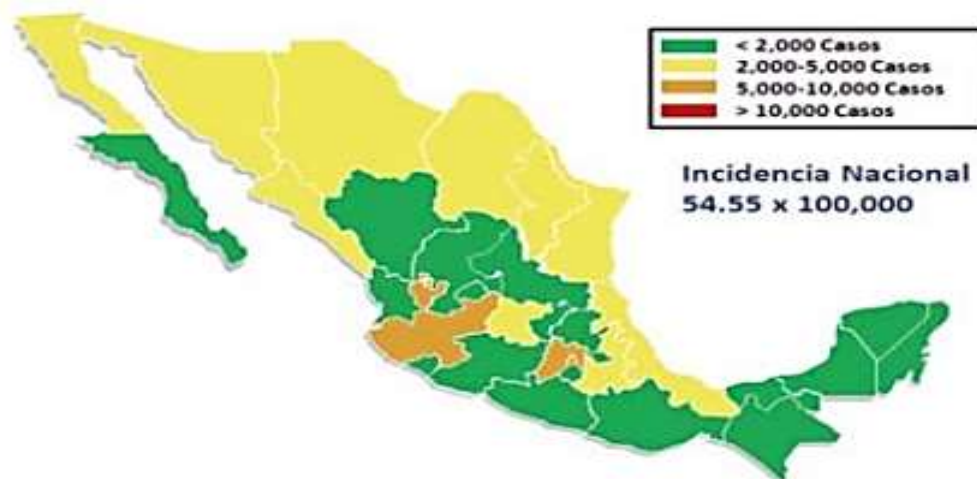 < 2,000 Casos
2,000-5,000 Casos
5,000-10,000 Casos
> 10,000 Casos
Incidencia Nacional
54.55 x 100,000